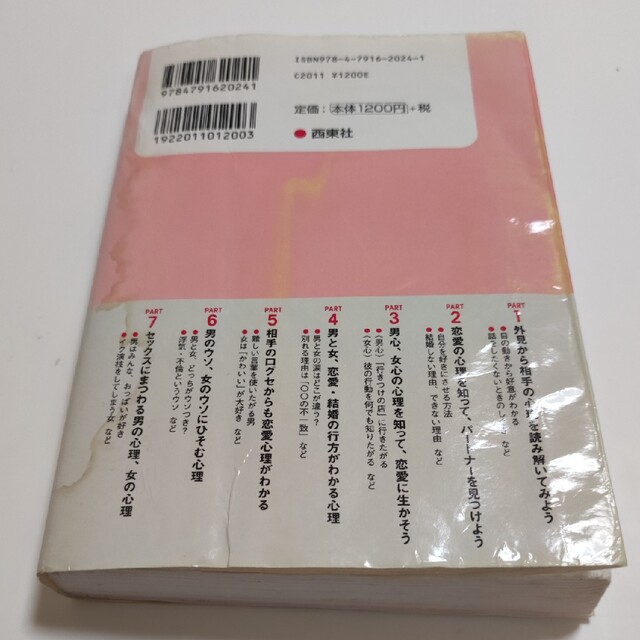 ISBN978-4-7916-2024-1
C2011 ¥1200E
定価：本体1200円+税
西東社
9784791620241
1922011012003
PART 1
外見から相手の心理を読み解いてみよう
目の動きから好意がわかる
話をしたくないときのしぐさ など
PART 2
恋愛の心理を知って、パートナーを見つけよう
自分を好きにさせる方法
結婚しない理由、できない理由 など
PART 3
男心、女心の心理を知って、恋愛に生かそう
（男心）「行きつけの店」に行きたがる
（女心）彼の行動を何でも知りたがる など
PART 4
男と女、恋愛・結婚の行方がわかる心理
男と女の涙はどこが違う？
別れる理由は「〇〇の不一致」 など
PART 5
相手の口グセからも恋愛心理がわかる
難しい言葉を使いたがる男
女は「かわいい」が大好き など
PART 6
男のウソ、女のウソにひそむ心理
男と女、どっちがウソつき？
浮気・不倫というウソ など
PART 7
セックスにまつわる男の心理、女の心理
男はみんな、おっぱいが好き
イク演技をしてしまう女 など